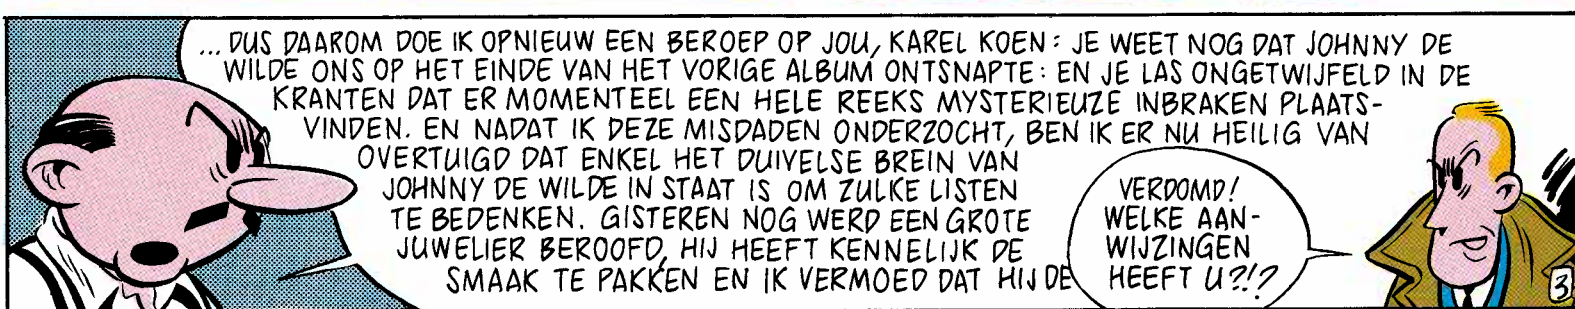 ... DUS DAAROM DOE IK OPNIEUW EEN BEROEP OP JOU, KAREL KOEN: JE WEET NOG DAT JOHNNY DE
WILDE ONS OP HET EINDE VAN HET VORIGE ALBUM ONTSNAPTE: EN JE LAS ONGETWIJFELD IN DE
KRANTEN DAT ER MOMENTEEL EEN HELE REEKS MYSTERIEUZE INBRAKEN PLAATS-
VINDEN. EN NADAT IK DEZE MISDADEN ONDERZOCHT, BEN IK ER NU HEILIG VAN
OVERTUIGD DAT ENKEL HET DUIVELSE BREIN VAN
JOHNNY DE WILDE IN STAAT IS OM ZULKE LISTEN
TE BEDENKEN. GISTEREN NOG WERD EEN GROTE
JUWELIER BEROOFD, HIJ HEEFT KENNELIJK DE
SMAAK TE PAKKEN EN IK VERMOED DAT HIJ DE
VERDOMD!
WELKE AAN-
WIJZINGEN
HEEFT U?!?
3